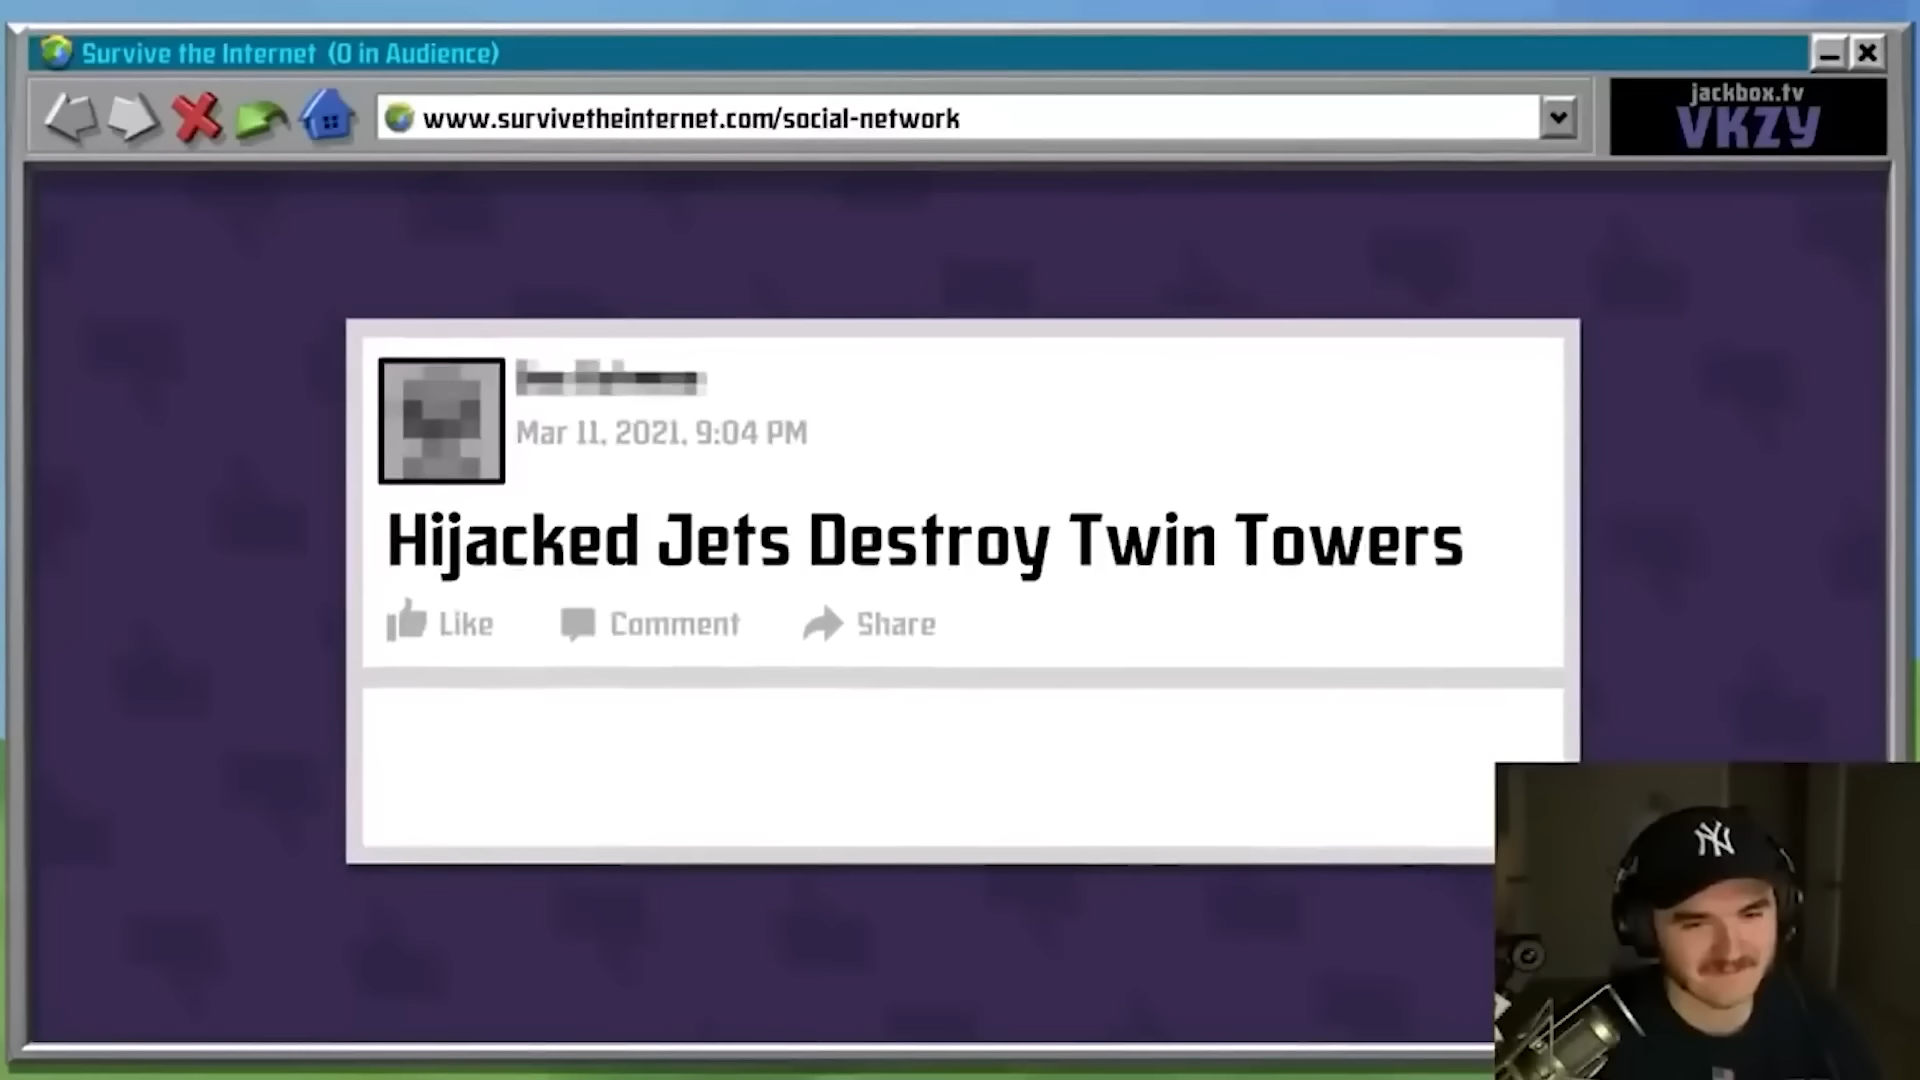 Survive the Internet (0 in Audience)
www.survivetheinternet.com/social-network
jackbox.tv
VKZY
Mar 11, 2021, 9:04 PM
Hijacked Jets Destroy Twin Towers
Like Comment Share
NY